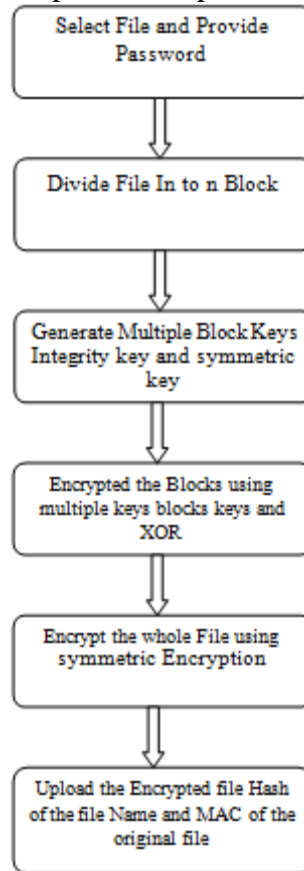 Select File and Provide
Password
Divide File In to n Block
Generate Multiple Block Keys
Integrity key and symmetric
key
Encrypted the Blocks using
multiple keys blocks keys and
XOR
Encrypt the whole File using
symmetric Encryption
Upload the Encrypted file Hash
of the file Name and MAC of the
original file